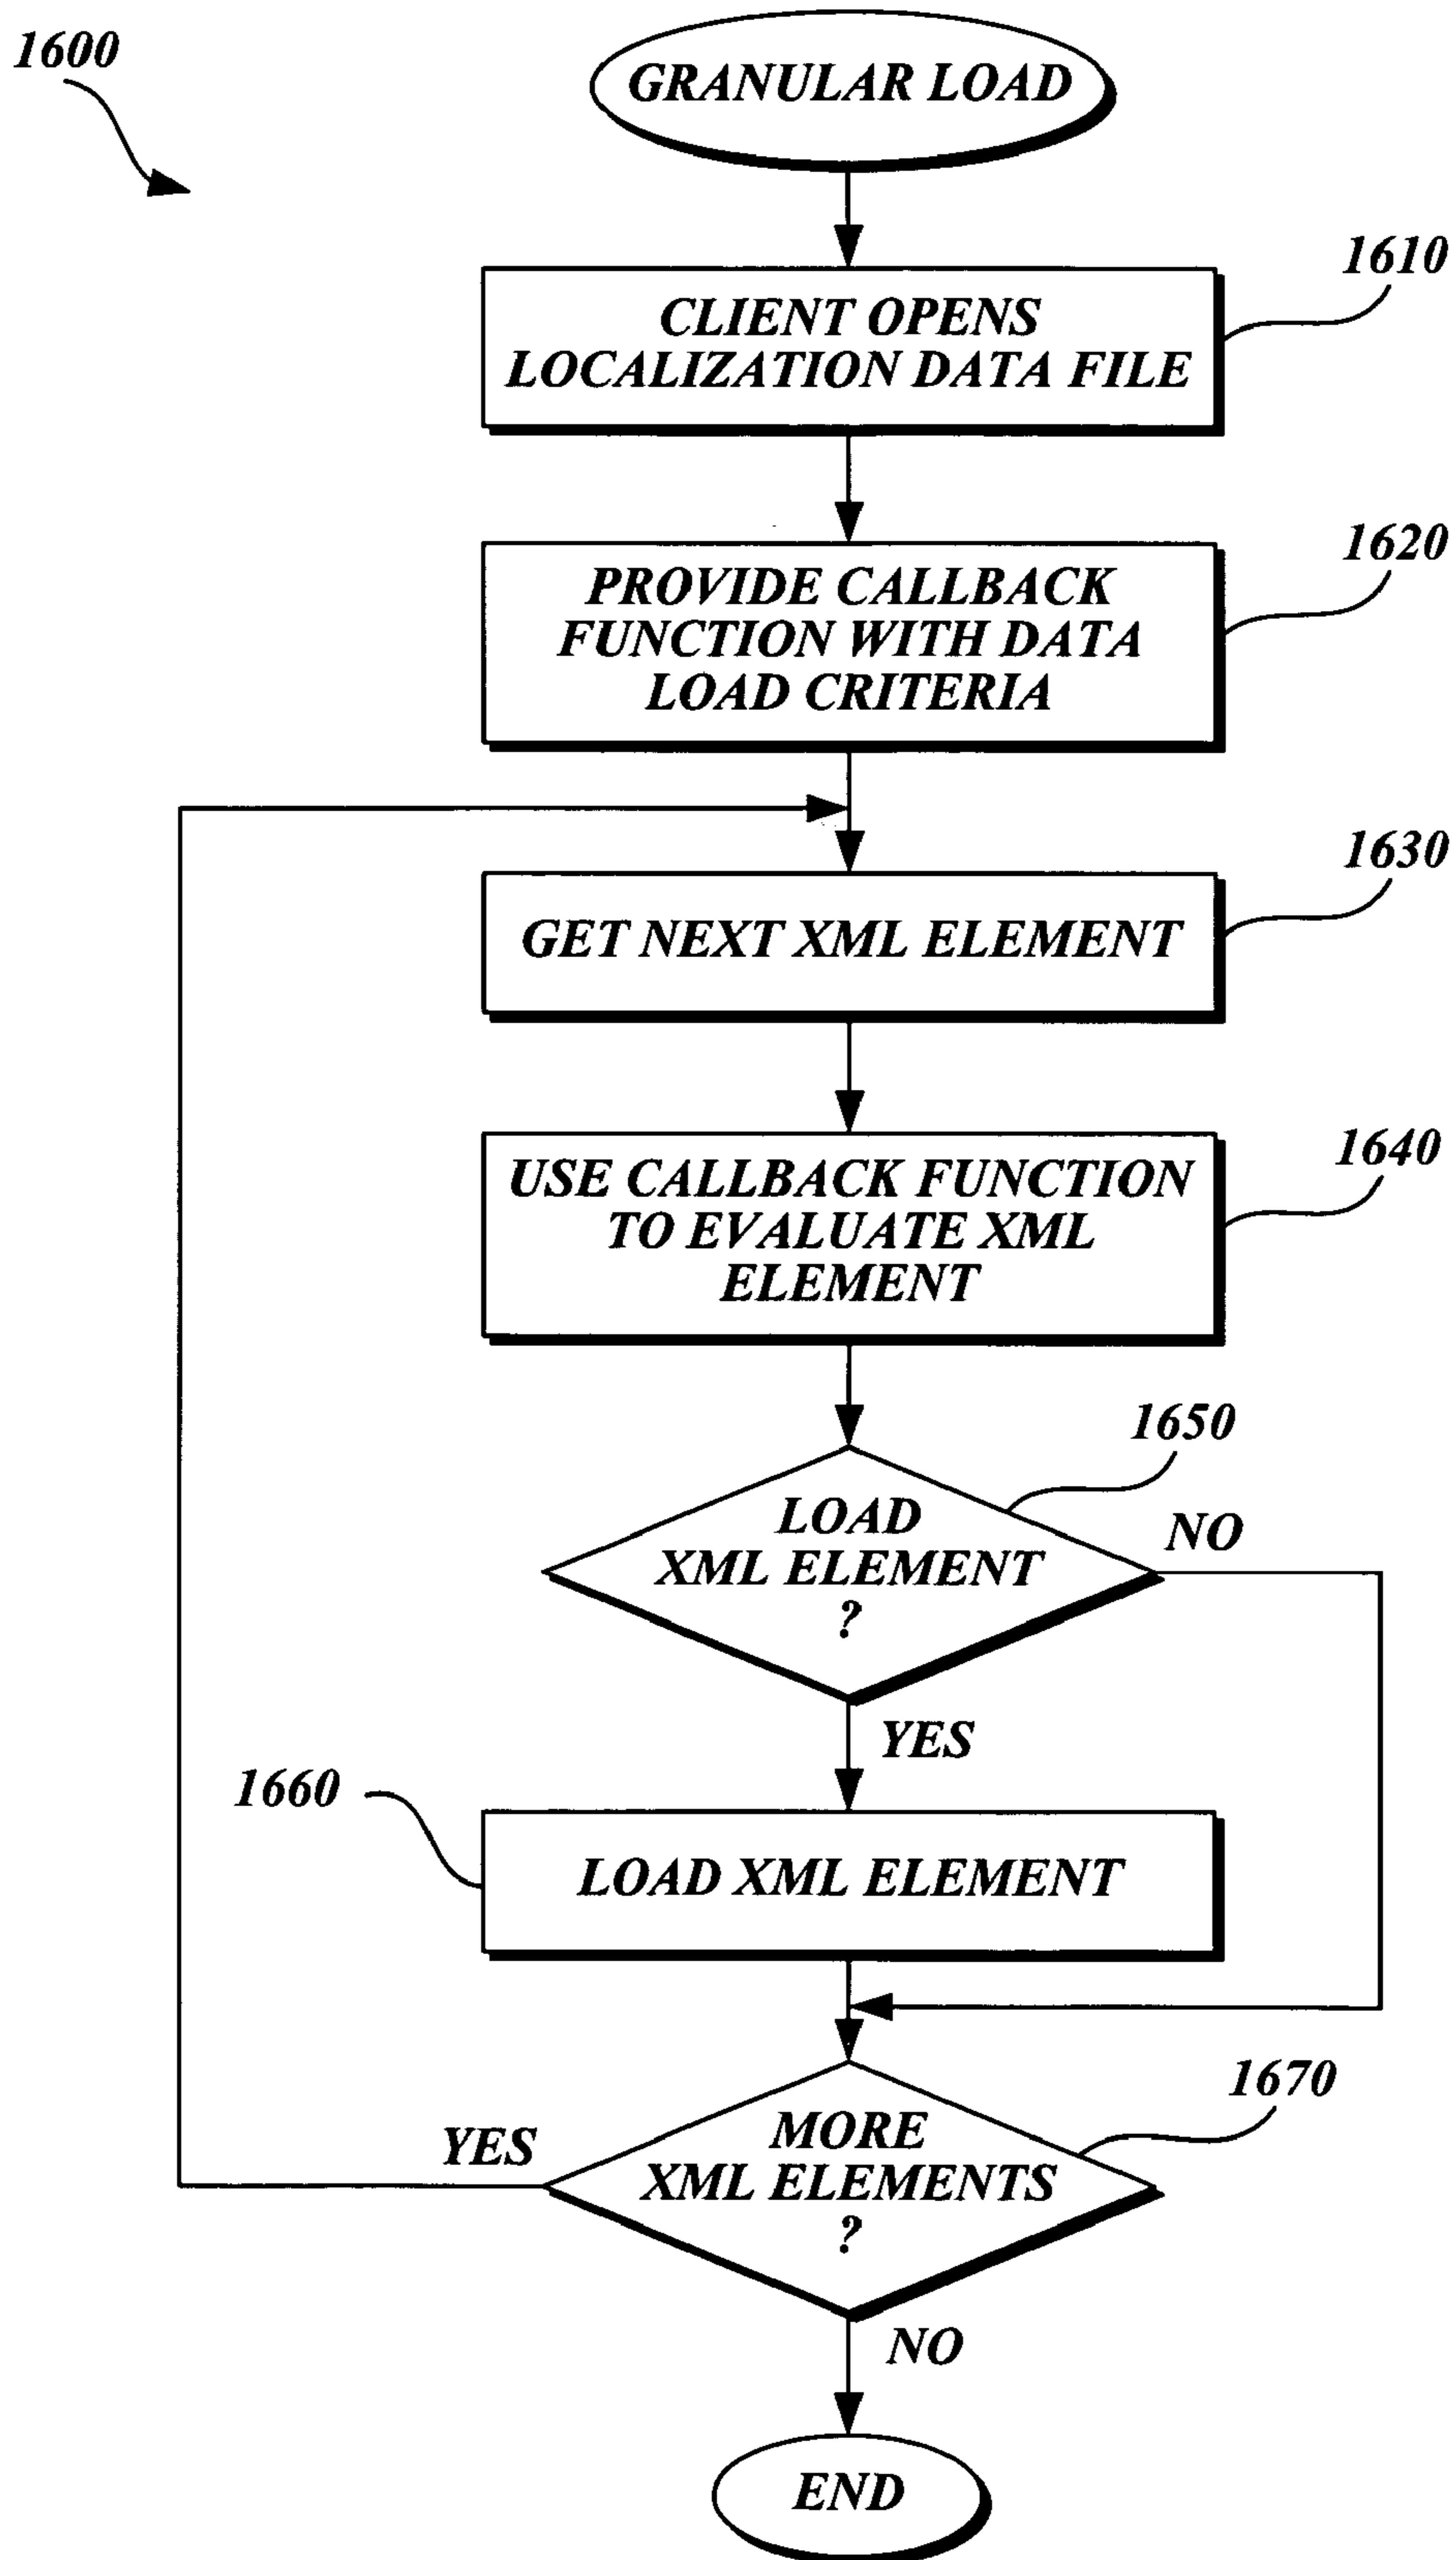 1600
GRANULAR LOAD
1610
CLIENT OPENS
LOCALIZATION DATA FILE
1620
PROVIDE CALLBACK
FUNCTION WITH DATA
LOAD CRITERIA
1630
GET NEXT XML ELEMENT
1640
USE CALLBACK FUNCTION
TO EVALUATE XML
ELEMENT
1650
LOAD
XML ELEMENT
?
NO
YES
1660
LOAD XML ELEMENT
1670
MORE
XML ELEMENTS
?
YES
NO
END